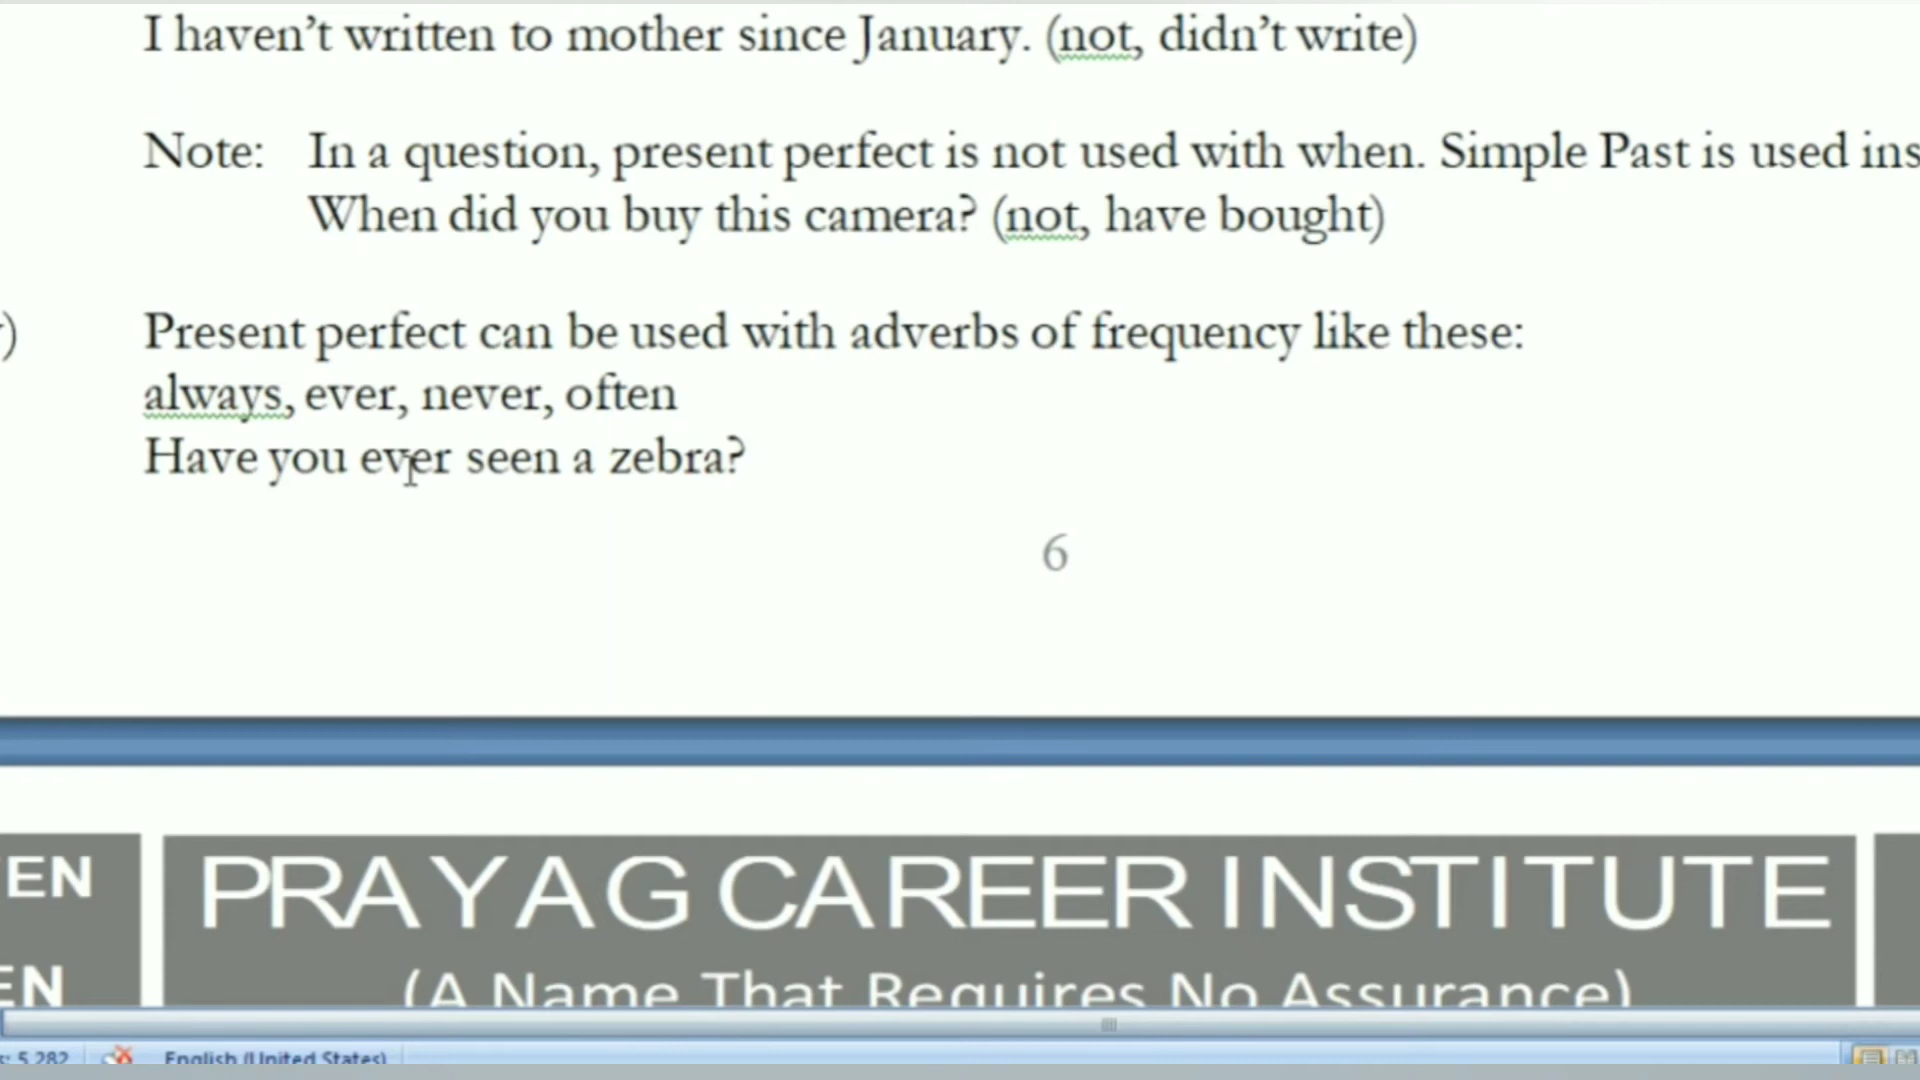 I haven't written to mother since January. (not, didn't write)
Note: In a question, present perfect is not used with when. Simple Past is used ins
When did you buy this camera? (not, have bought)
Present perfect can be used with adverbs of frequency like these:
always, ever, never, often
Have you ever seen a zebra?
6
EN
PRAYAG CAREER INSTITUTE
EN
(A Name That Requires No Assurance)
5,282 English (United States)